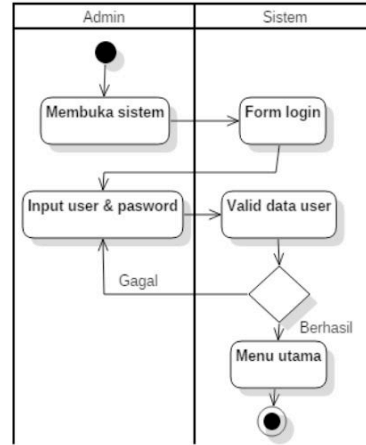 Admin
Sistem
Membuka sistem
Form login
Input user & pasword
Valid data user
Gagal
Berhasil
Menu utama